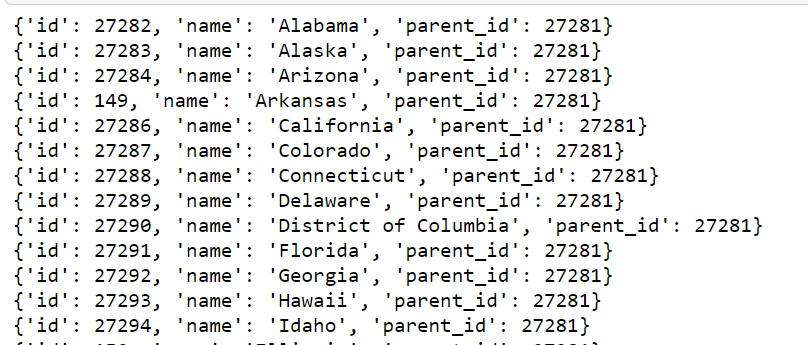 {'id': 27282, 'name': 'Alabama', 'parent_id': 27281}
{'id': 27283, 'name': 'Alaska', 'parent_id': 27281}
{'id': 27284, 'name': 'Arizona', 'parent_id': 27281}
{'id': 149, 'name': 'Arkansas', 'parent_id': 27281}
{'id': 27286, 'name': 'California', 'parent_id': 27281}
{'id': 27287, 'name': 'Colorado', 'parent_id': 27281}
{'id': 27288, 'name': 'Connecticut', 'parent_id': 27281}
{'id': 27289, 'name': 'Delaware', 'parent_id': 27281}
{'id': 27290, 'name': 'District of Columbia', 'parent_id': 27281}
{'id': 27291, 'name': 'Florida', 'parent_id': 27281}
{'id': 27292, 'name': 'Georgia', 'parent_id': 27281}
{'id': 27293, 'name': 'Hawaii', 'parent_id': 27281}
{'id': 27294, 'name': 'Idaho', 'parent_id': 27281}